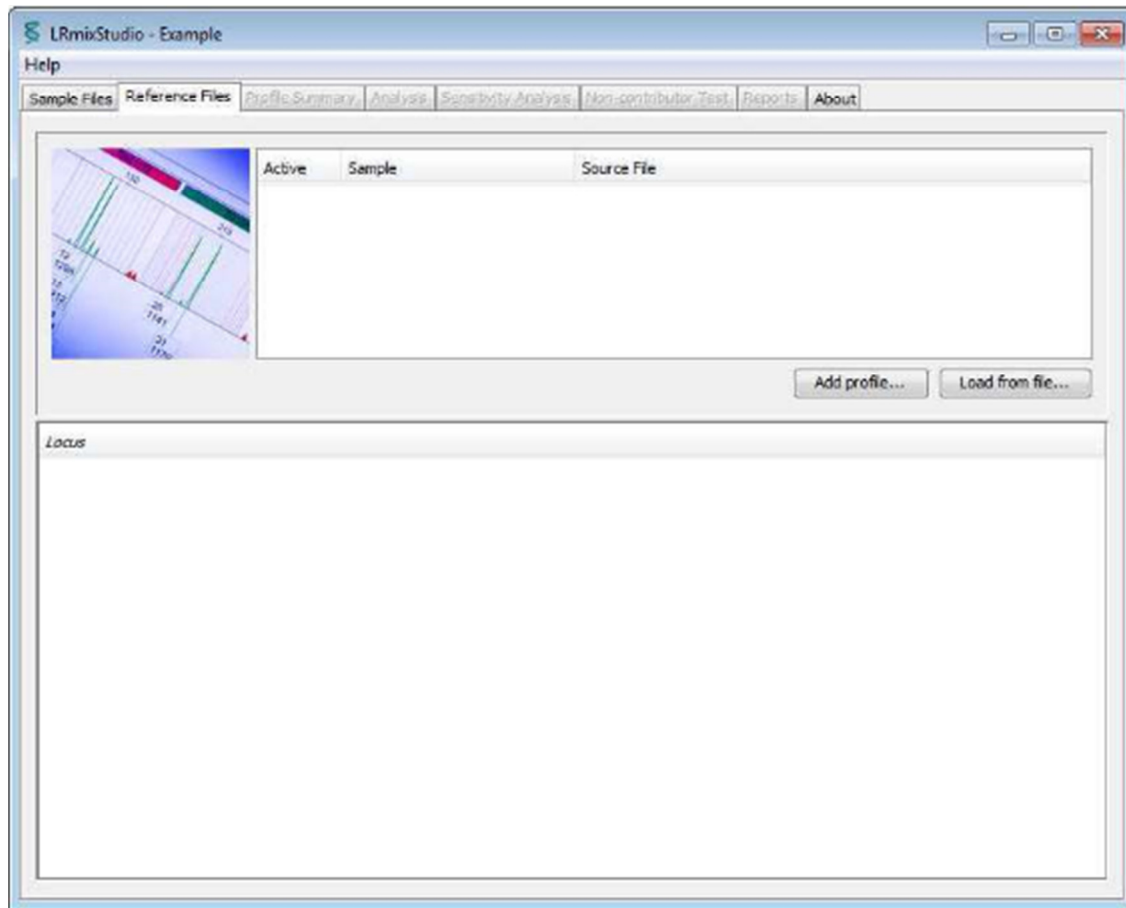 LRmixStudio - Example
Help
Sample Files Reference Files Profile Summary Analysis Sensitivity Analysis Non-contributor Test Reports About
Active Sample Source File
Add profile... Load from file...
Locus